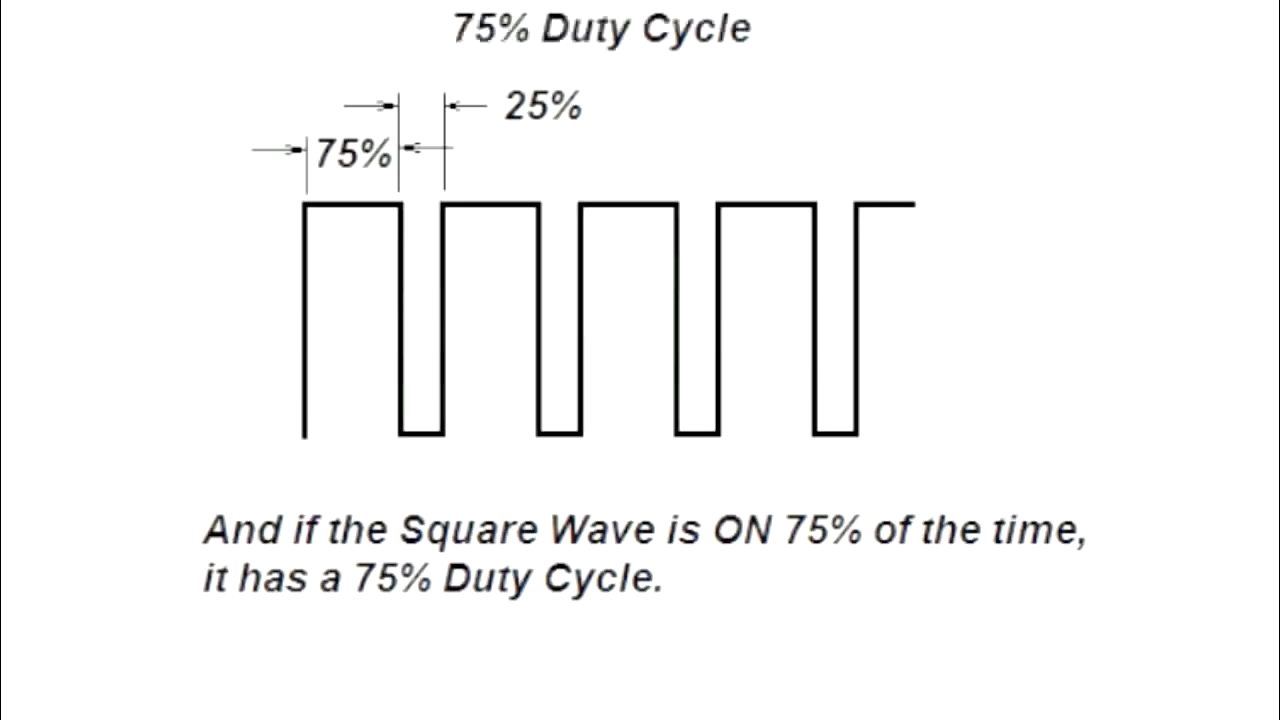 75% Duty Cycle
25%
75%
And if the Square Wave is ON 75% of the time,
it has a 75% Duty Cycle.